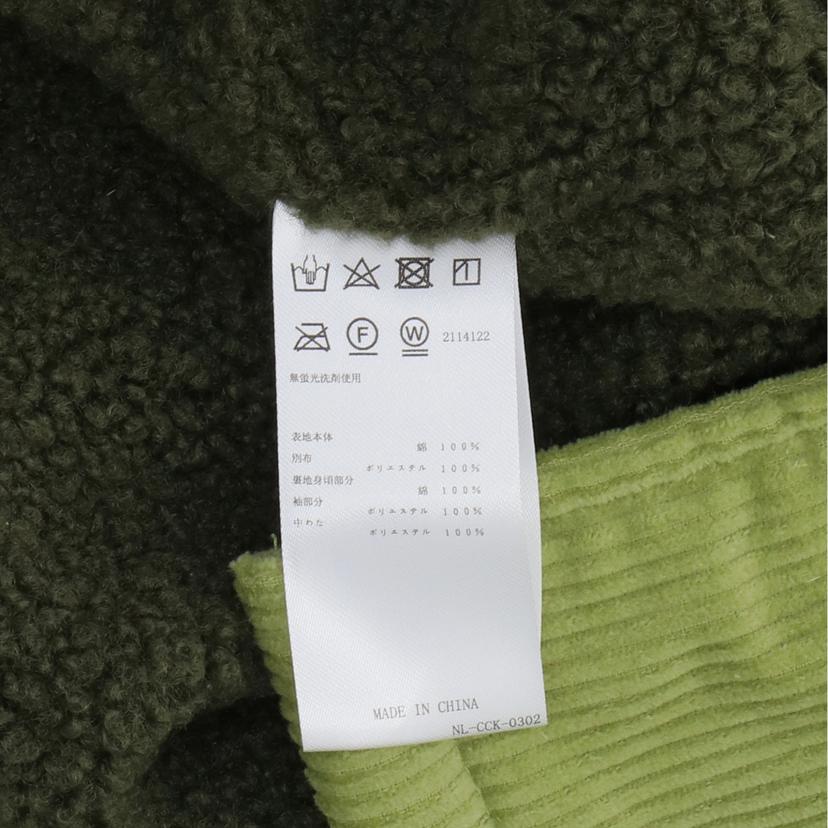 F W 2114122
無蛍光洗剤使用
表地本体 綿 100%
別布 ポリエステル 100%
裏地身頃部分 綿 100%
袖部分 ポリエステル 100%
中わた ポリエステル 100%
MADE IN CHINA
NL-CCK-0302